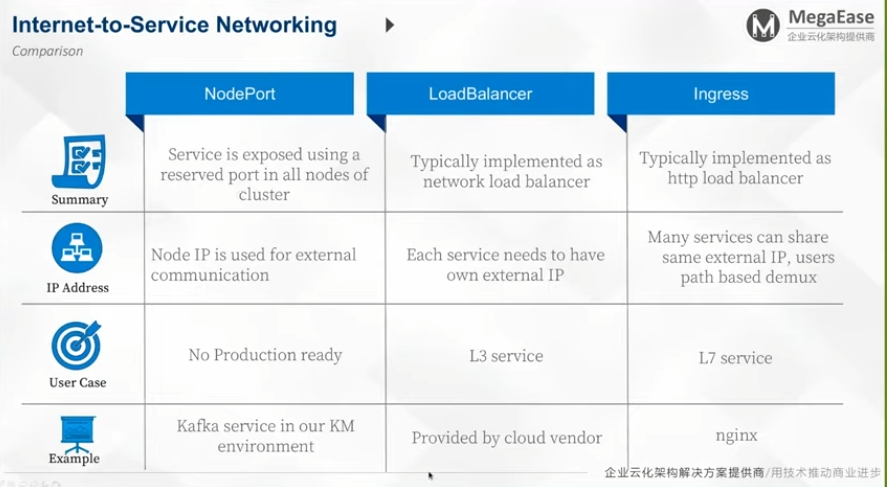 Internet-to-Service Networking
Comparison
MegaEase
企业云化架构提供商
NodePort
LoadBalancer
Ingress
Summary
Service is exposed using a
reserved port in all nodes of
cluster
Typically implemented as
network load balancer
Typically implemented as
http load balancer
IP Address
Node IP is used for external
communication
Each service needs to have
own external IP
Many services can share
same external IP, users
path based demux
User Case
No Production ready
L3 service
L7 service
Example
Kafka service in our KM
environment
Provided by cloud vendor
nginx
企业云化架构解决方案提供商/用技术推动商业进步